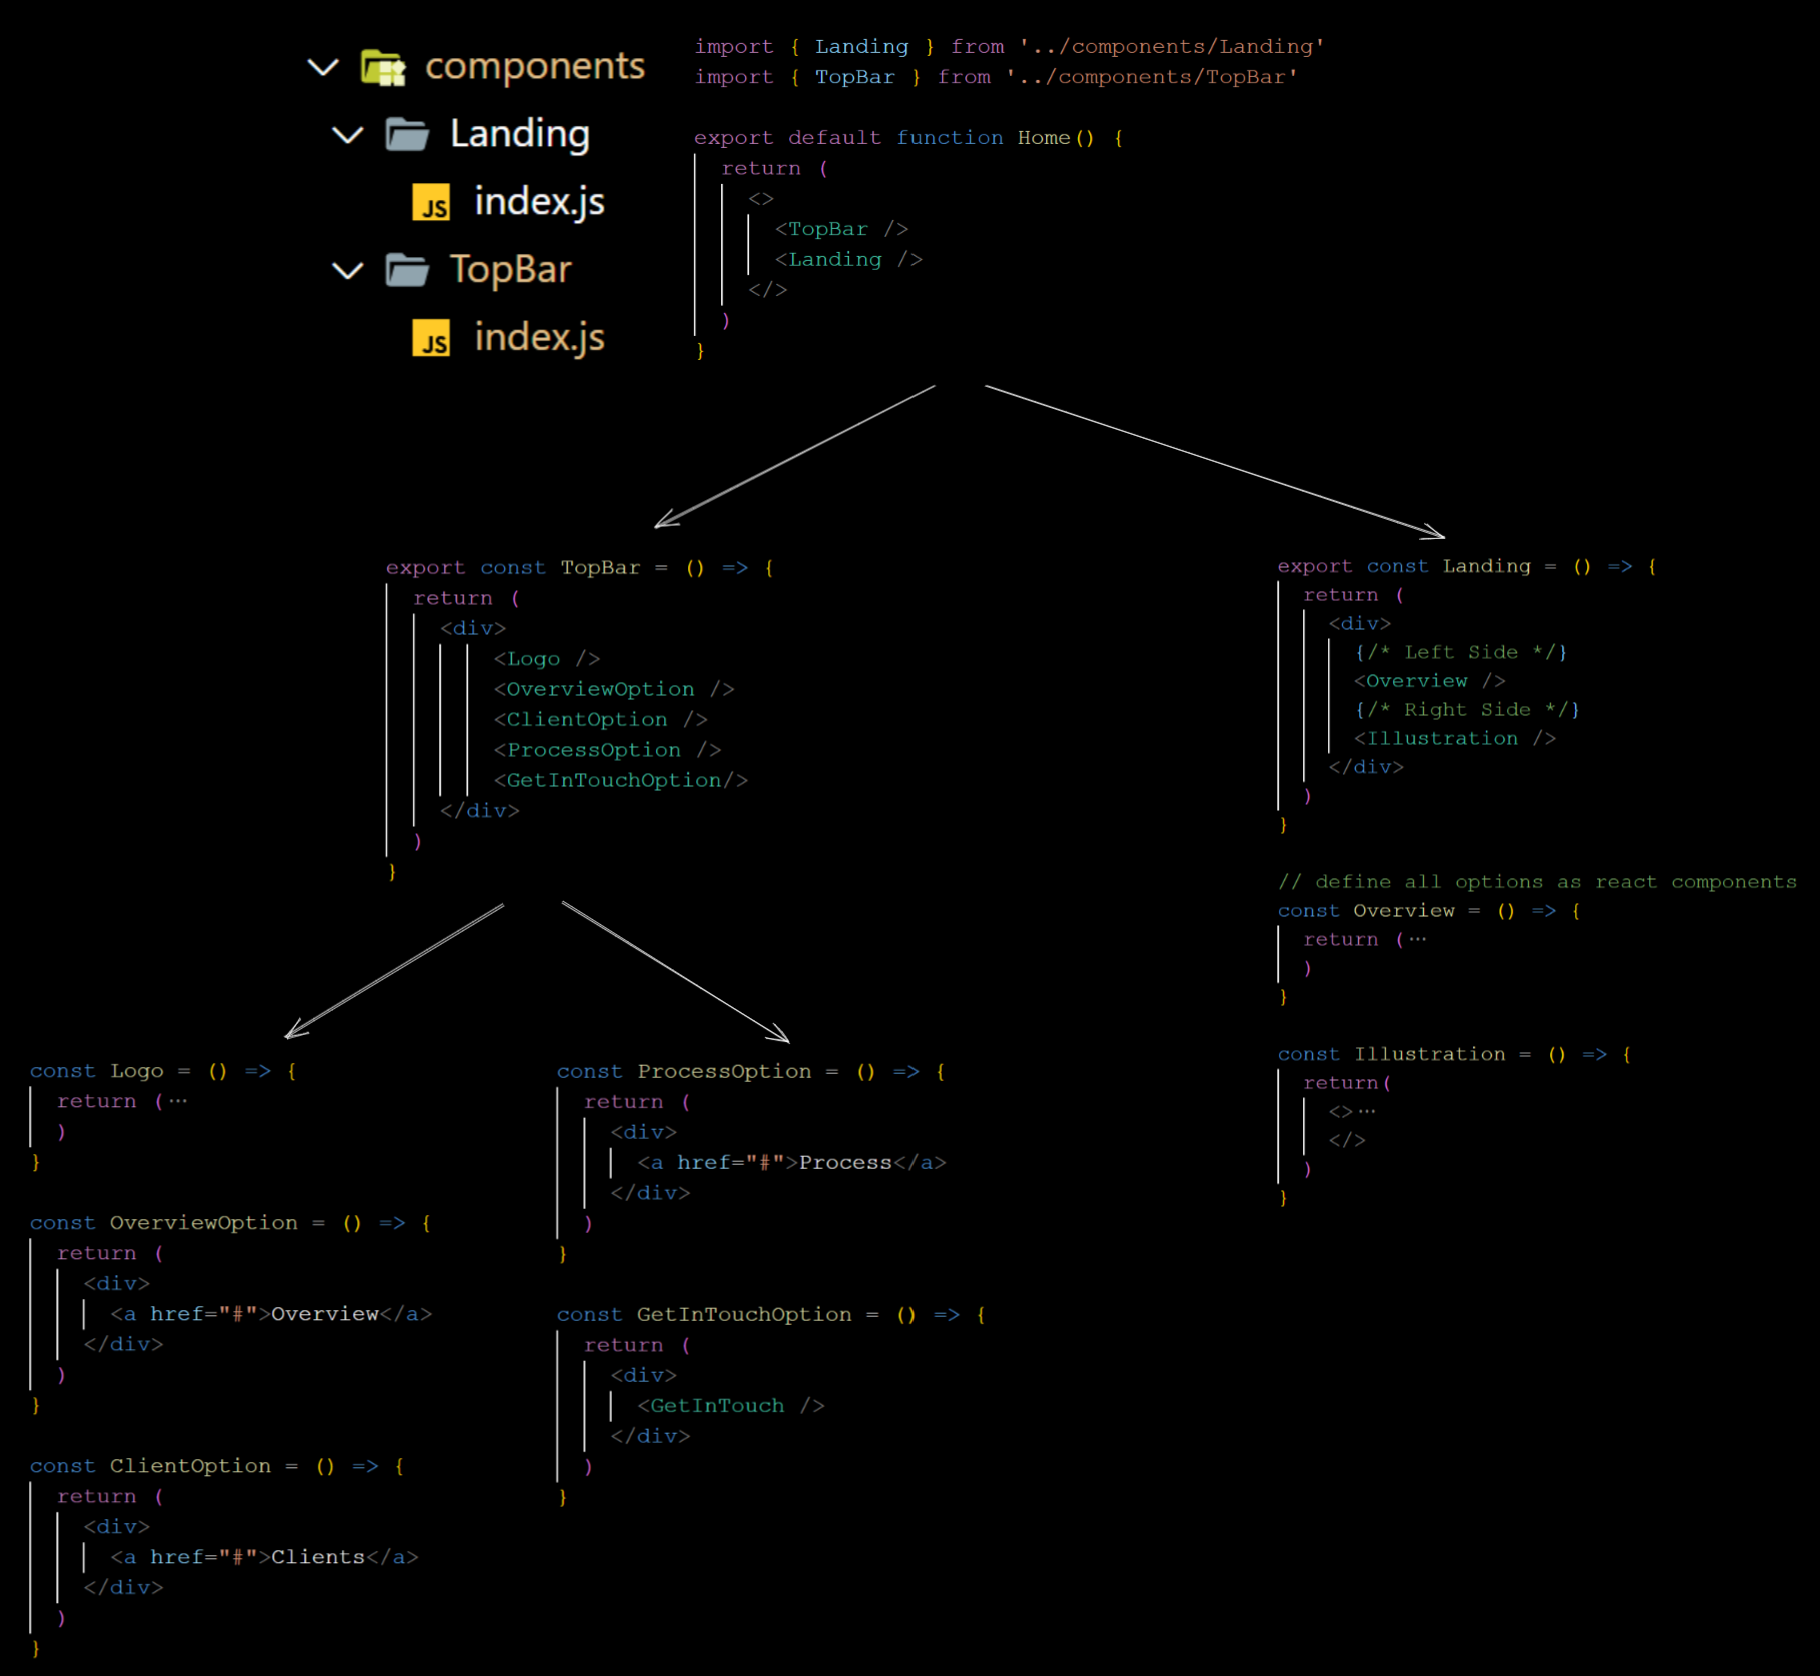 components
Landing
JS index.js
TopBar
JS index.js
import { Landing } from '../components/Landing'
import { TopBar } from '../components/TopBar'
export default function Home() {
return (
<>
<TopBar />
<Landing />
</>
)
}
export const TopBar = () => {
return (
<div>
<Logo />
<OverviewOption />
<ClientOption />
<ProcessOption />
<GetInTouchOption/>
</div>
)
}
export const Landing = () => {
return (
<div>
{/* Left Side */}
<Overview />
{/* Right Side */}
<Illustration />
</div>
)
}
// define all options as react components
const Overview = () => {
return (···
)
}
const Illustration = () => {
return(
<>···
</>
)
}
const Logo = () => {
return (···
)
}
const OverviewOption = () => {
return (
<div>
<a href="#">Overview</a>
</div>
)
}
const ClientOption = () => {
return (
<div>
<a href="#">Clients</a>
</div>
)
}
const ProcessOption = () => {
return (
<div>
<a href="#">Process</a>
</div>
)
}
const GetInTouchOption = () => {
return (
<div>
<GetInTouch />
</div>
)
}